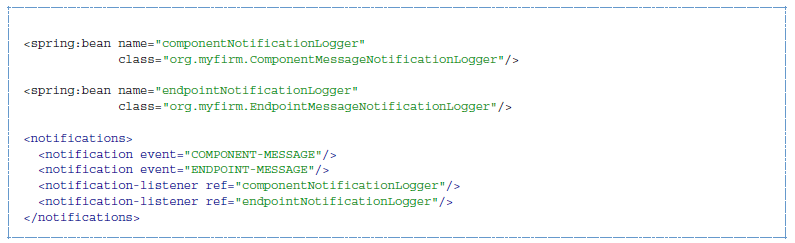 <spring:bean name="componentNotificationLogger"
             class="org.myfirm.ComponentMessageNotificationLogger"/>
<spring:bean name="endpointNotificationLogger"
             class="org.myfirm.EndpointMessageNotificationLogger"/>
<notifications>
  <notification event="COMPONENT-MESSAGE"/>
  <notification event="ENDPOINT-MESSAGE"/>
  <notification-listener ref="componentNotificationLogger"/>
  <notification-listener ref="endpointNotificationLogger"/>
</notifications>